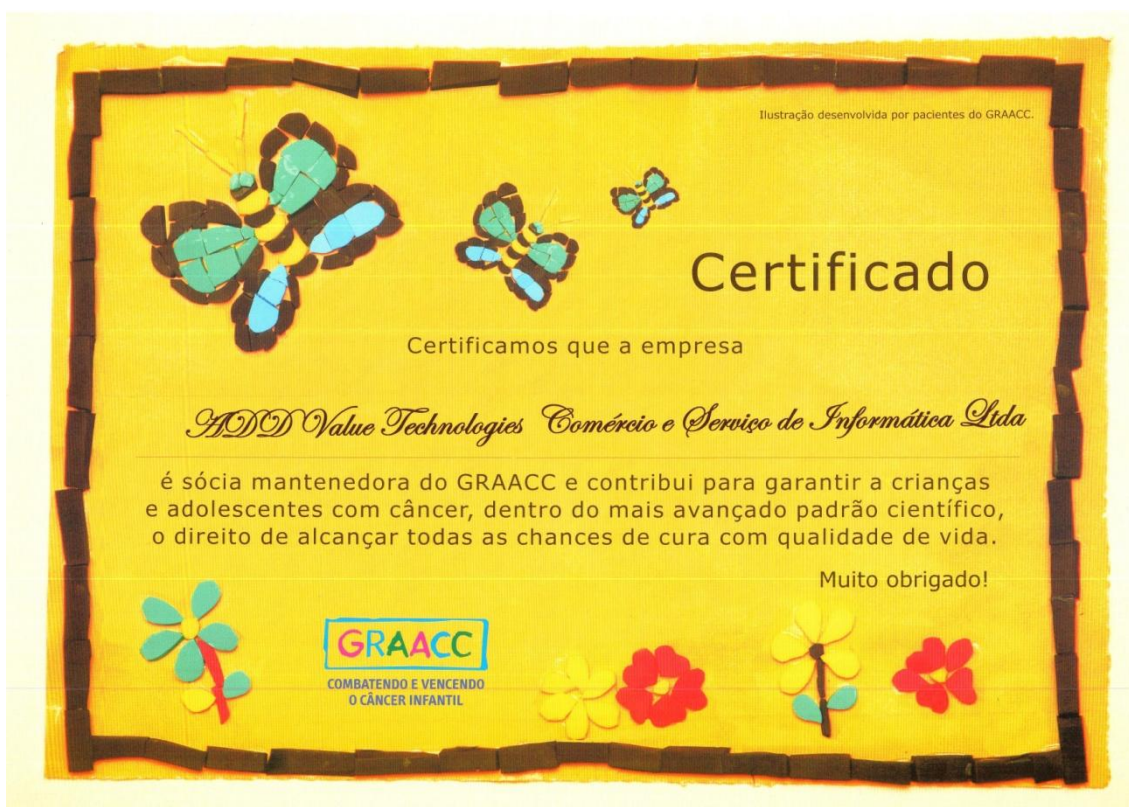 Ilustração desenvolvida por pacientes do GRAACC.
Certificado
Certificamos que a empresa
ADD Value Technologies Comércio e Serviço de Informática Ltda
é sócia mantenedora do GRAACC e contribui para garantir a crianças
e adolescentes com câncer, dentro do mais avançado padrão científico,
o direito de alcançar todas as chances de cura com qualidade de vida.
Muito obrigado!
GRAACC
COMBATENDO E VENCENDO
O CÂNCER INFANTIL